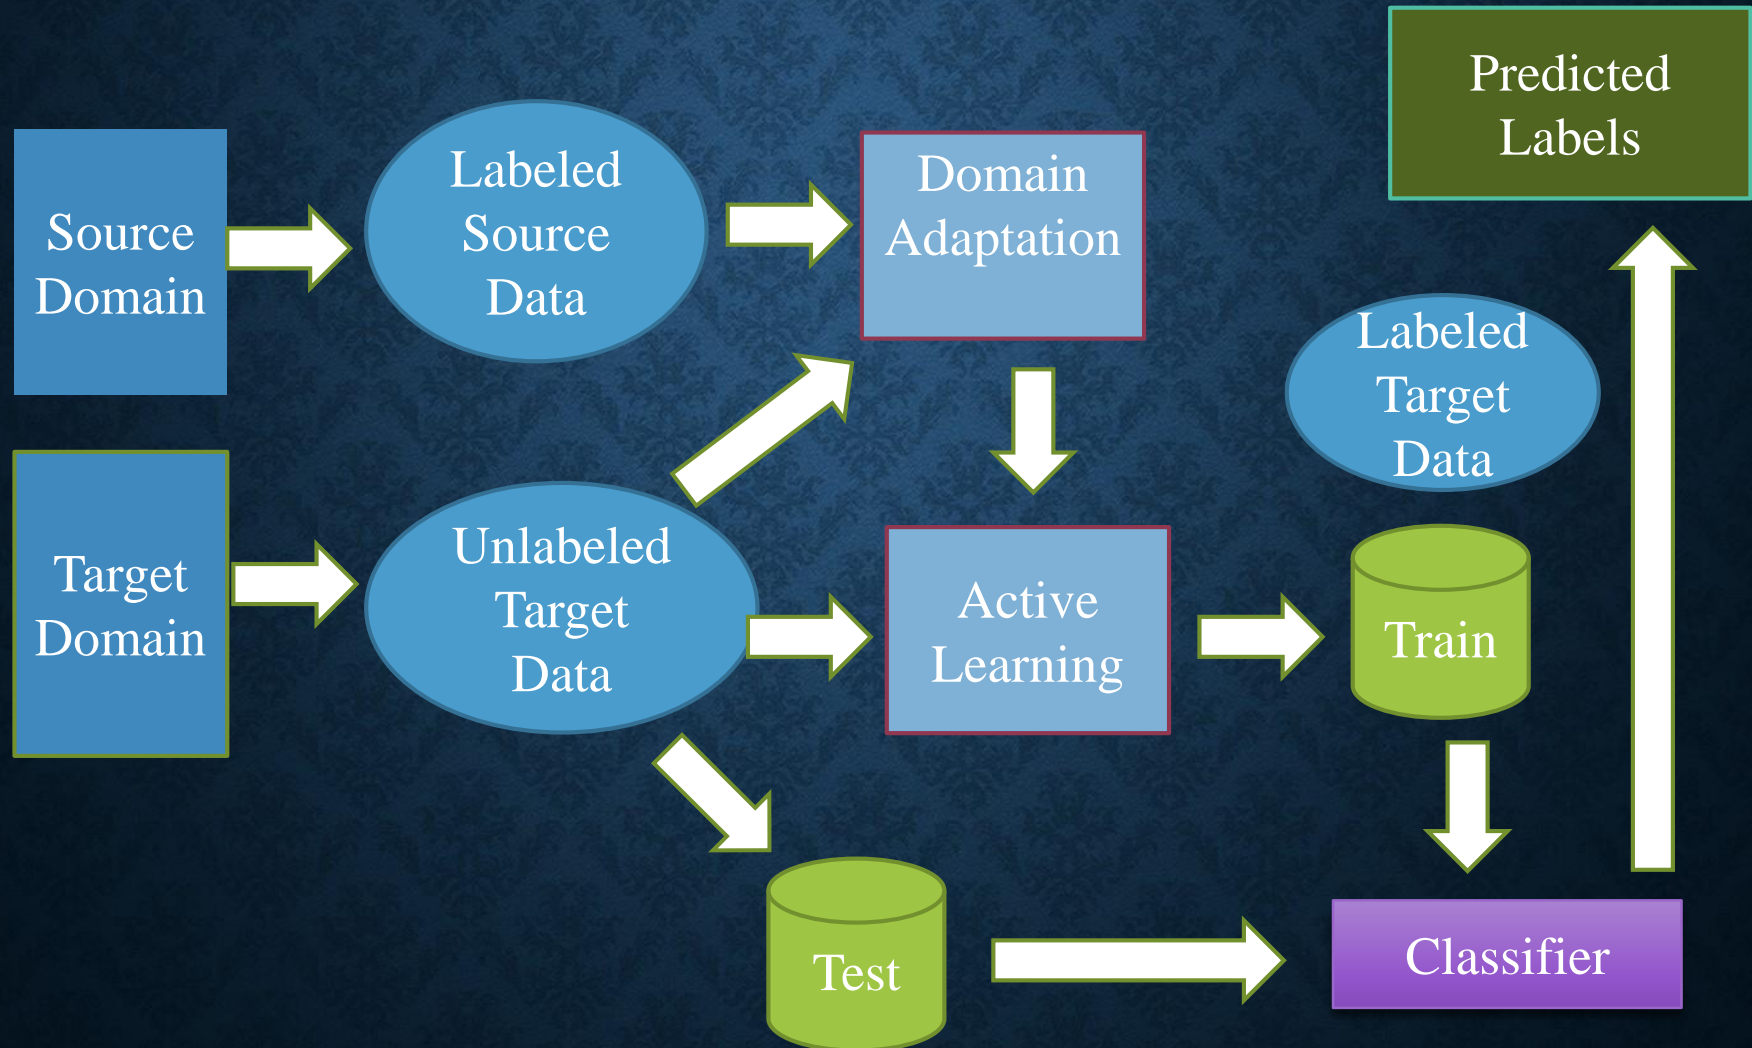 Predicted
Labels
Source
Domain
Labeled
Source
Data
Domain
Adaptation
Labeled
Target
Data
Target
Domain
Unlabeled
Target
Data
Active
Learning
Train
Test
Classifier